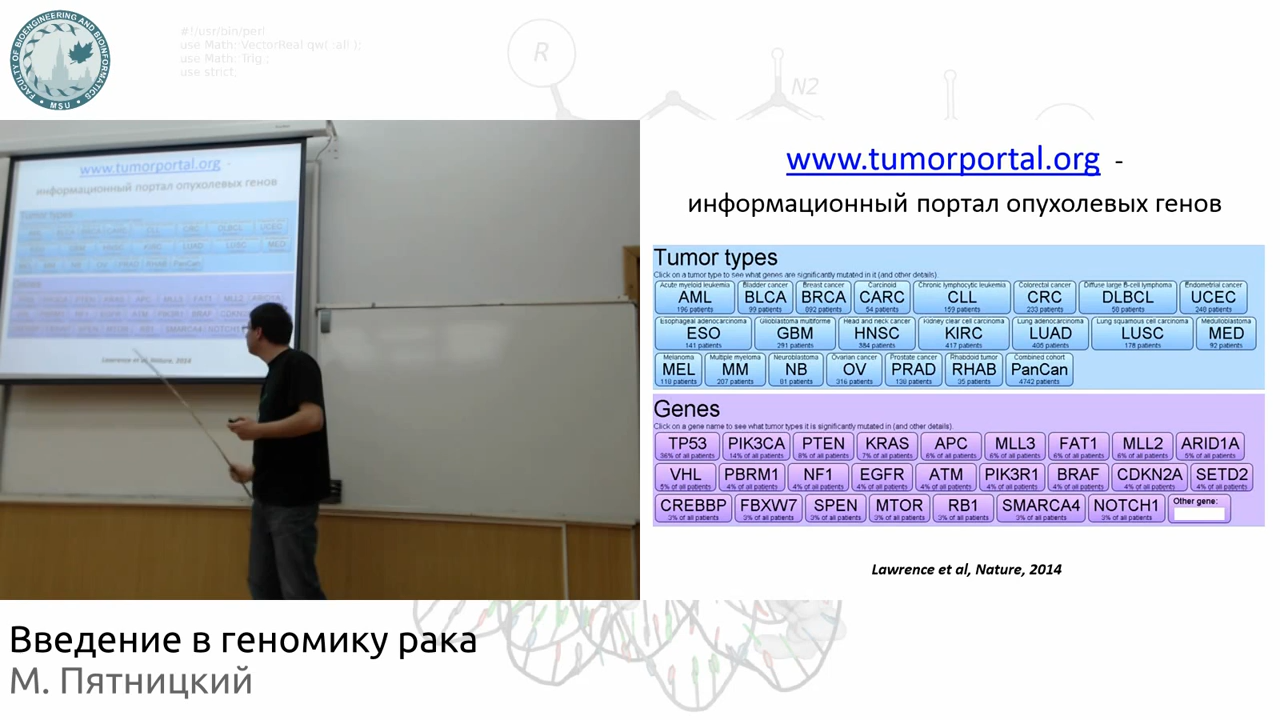 FACULTY OF BIOENGINEERING AND BIOINFORMATICS
MSU
#!/usr/bin/perl
use Math::VectorReal qw( :all );
use Math::Trig ;
use strict;
R
N2
www.tumorportal.org -
информационный портал опухолевых генов
Tumor types
www.tumorportal.org -
информационный портал опухолевых генов
Tumor types
Click on a tumor type to see what genes are significantly mutated in it (and other details).
Acute myeloid leukemia Bladder cancer Breast cancer Carcinoid Chronic lymphocytic leukemia Colorectal cancer Diffuse large B-cell lymphoma Endometrial cancer
AML BLCA BRCA CARC CLL CRC DLBCL UCEC
196 patients 99 patients 892 patients 54 patients 159 patients 233 patients 58 patients 248 patients
Esophageal adenocarcinoma Glioblastoma multiforme Head and neck cancer Kidney clear cell carcinoma Lung adenocarcinoma Lung squamous cell carcinoma Medulloblastoma
ESO GBM HNSC KIRC LUAD LUSC MED
141 patients 291 patients 384 patients 417 patients 405 patients 178 patients 92 patients
Melanoma Multiple myeloma Neuroblastoma Ovarian cancer Prostate cancer Rhabdoid tumor Combined cohort
MEL MM NB OV PRAD RHAB PanCan
118 patients 207 patients 81 patients 316 patients 138 patients 35 patients 4742 patients
Genes
Click on a gene name to see what tumor types it is significantly mutated in (and other details).
TP53 PIK3CA PTEN KRAS APC MLL3 FAT1 MLL2 ARID1A
36% of all patients 14% of all patients 8% of all patients 7% of all patients 6% of all patients 6% of all patients 6% of all patients 6% of all patients 6% of all patients
VHL PBRM1 NF1 EGFR ATM PIK3R1 BRAF CDKN2A SETD2
5% of all patients 4% of all patients 4% of all patients 4% of all patients 4% of all patients 4% of all patients 4% of all patients 4% of all patients 4% of all patients
CREBBP FBXW7 SPEN MTOR RB1 SMARCA4 NOTCH1 Other gene:
3% of all patients 3% of all patients 3% of all patients 3% of all patients 3% of all patients 3% of all patients 3% of all patients
Lawrence et al, Nature, 2014
Введение в геномику рака
М. Пятницкий